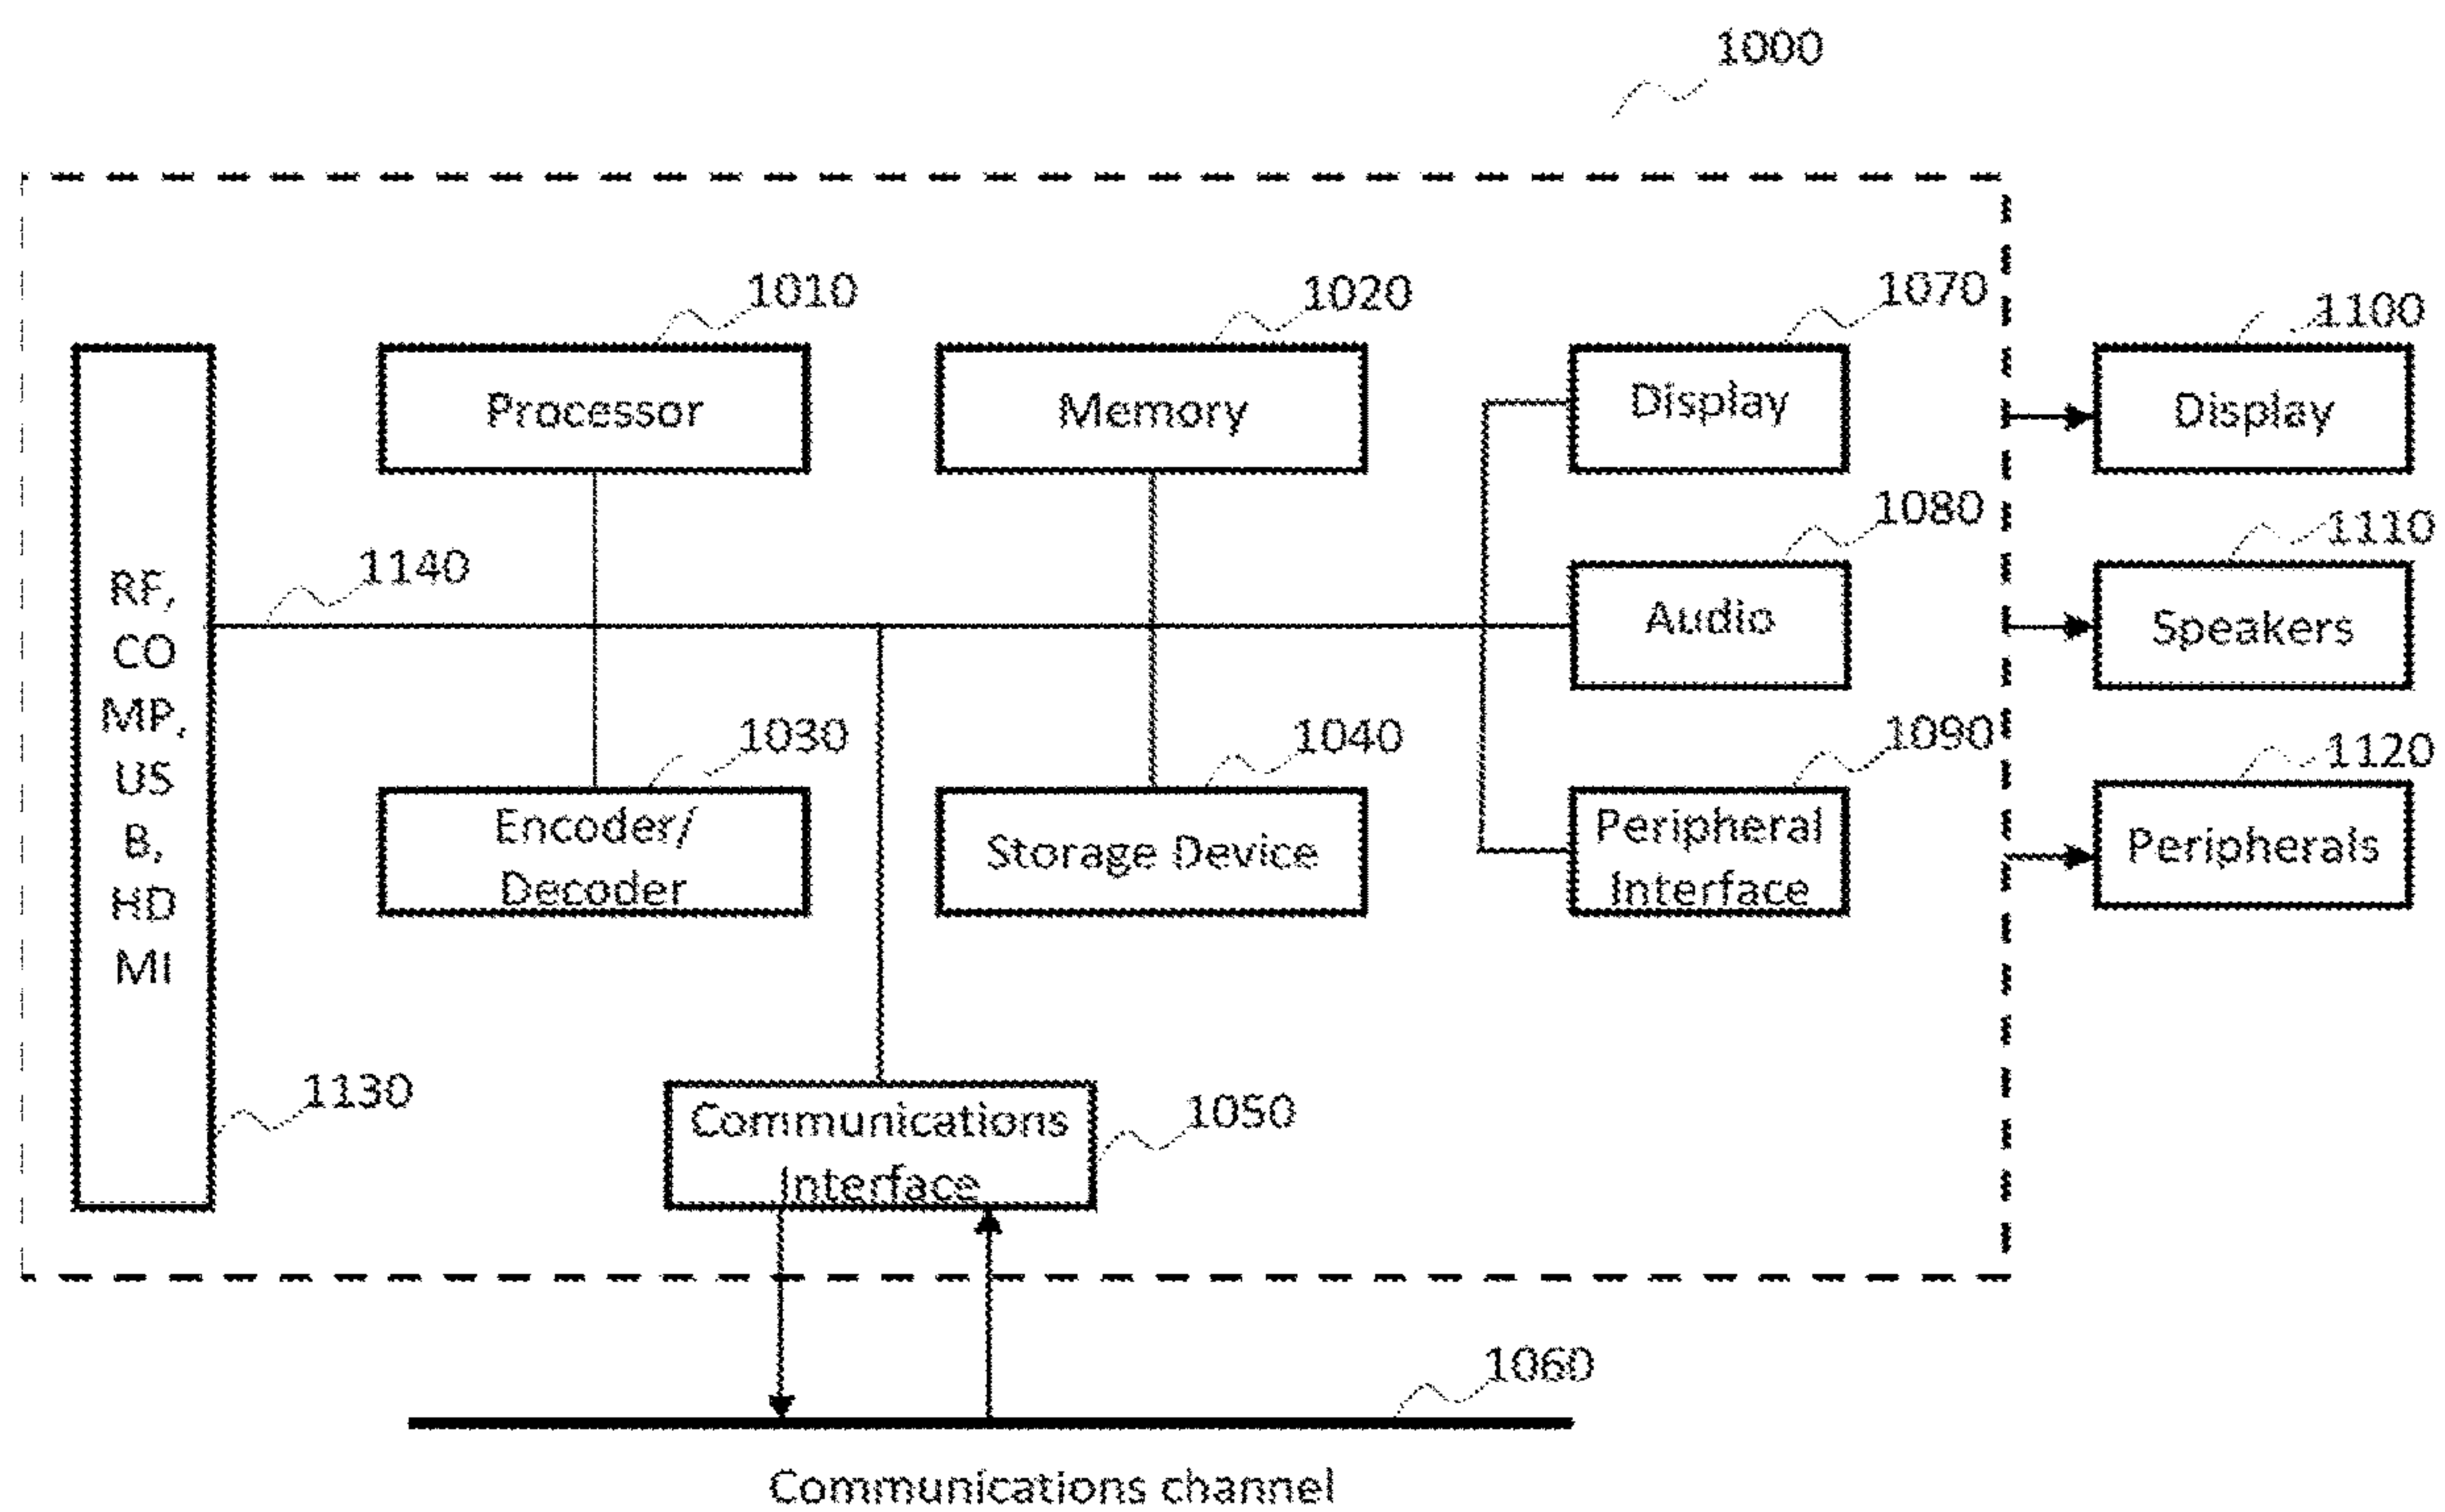 1000
1010
1020
1070
1100
Processor
Memory
Display
Display
1080
1110
1140
RF,
CO
MP,
US
B,
HD
MI
Audio
Speakers
1030
1040
1090
1120
Encoder/
Decoder
Storage Device
Peripheral
Interface
Peripherals
1130
Communications
Interface
1050
1060
Communications channel